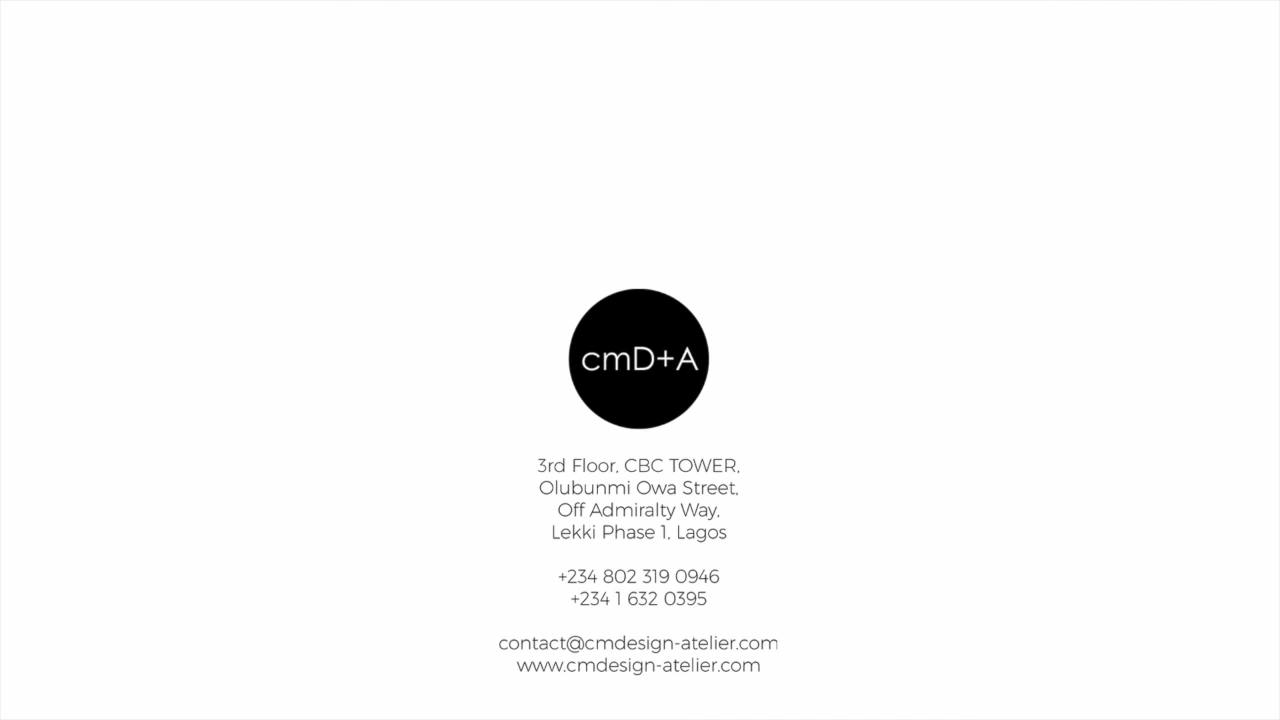 cmD+A
3rd Floor, CBC TOWER,
Olubunmi Owa Street,
Off Admiralty Way,
Lekki Phase 1, Lagos
+234 802 319 0946
+234 1 632 0395
contact@cmdesign-atelier.com
www.cmdesign-atelier.com